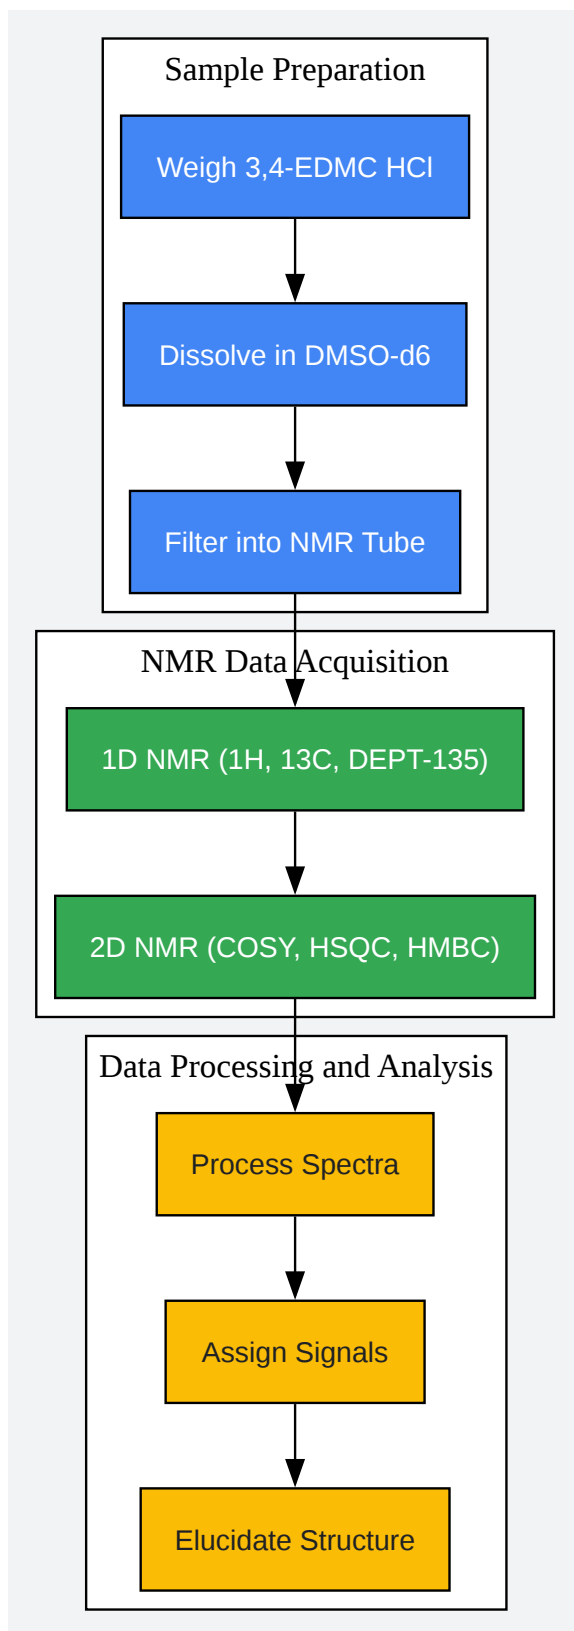 Sample Preparation
Weigh 3,4-EDMC HCl
Dissolve in DMSO-d6
Filter into NMR Tube
NMR Data Acquisition
1D NMR (1H, 13C, DEPT-135)
2D NMR (COSY, HSQC, HMBC)
Data Processing and Analysis
Process Spectra
Assign Signals
Elucidate Structure